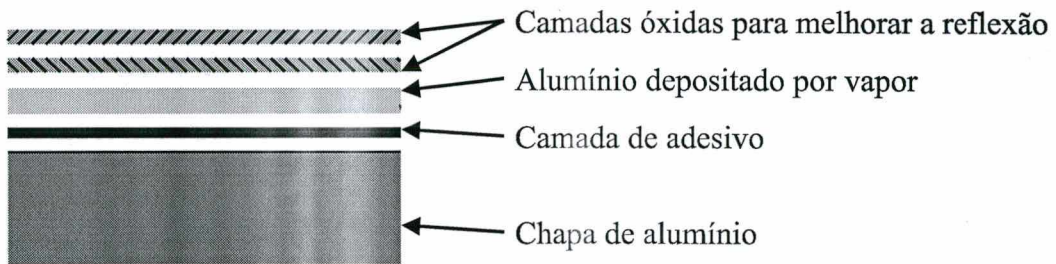 Camadas óxidas para melhorar a reflexão
Alumínio depositado por vapor
Camada de adesivo
Chapa de alumínio